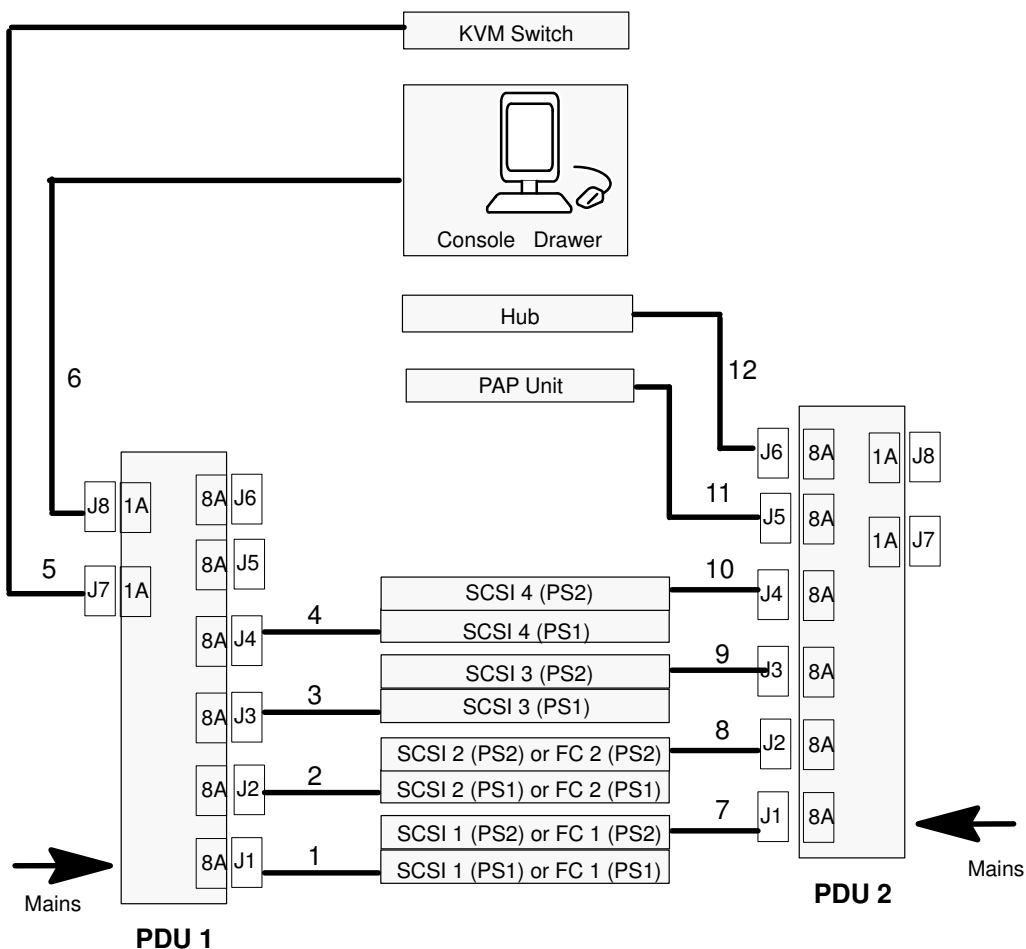 KVM Switch
Console Drawer
Hub
12
6
PAP Unit
J6 8A 1A J8
11
J8 1A 8A J6
J5 8A
1A J7
5
J7 1A 8A J5
10
SCSI 4 (PS2)
J4 8A
4
8A J4
SCSI 4 (PS1)
9
SCSI 3 (PS2)
J3 8A
3
8A J3
SCSI 3 (PS1)
8
SCSI 2 (PS2) or FC 2 (PS2)
J2 8A
2
8A J2
SCSI 2 (PS1) or FC 2 (PS1)
7
SCSI 1 (PS2) or FC 1 (PS2)
J1 8A
1
8A J1
SCSI 1 (PS1) or FC 1 (PS1)
Mains
Mains
PDU 2
PDU 1